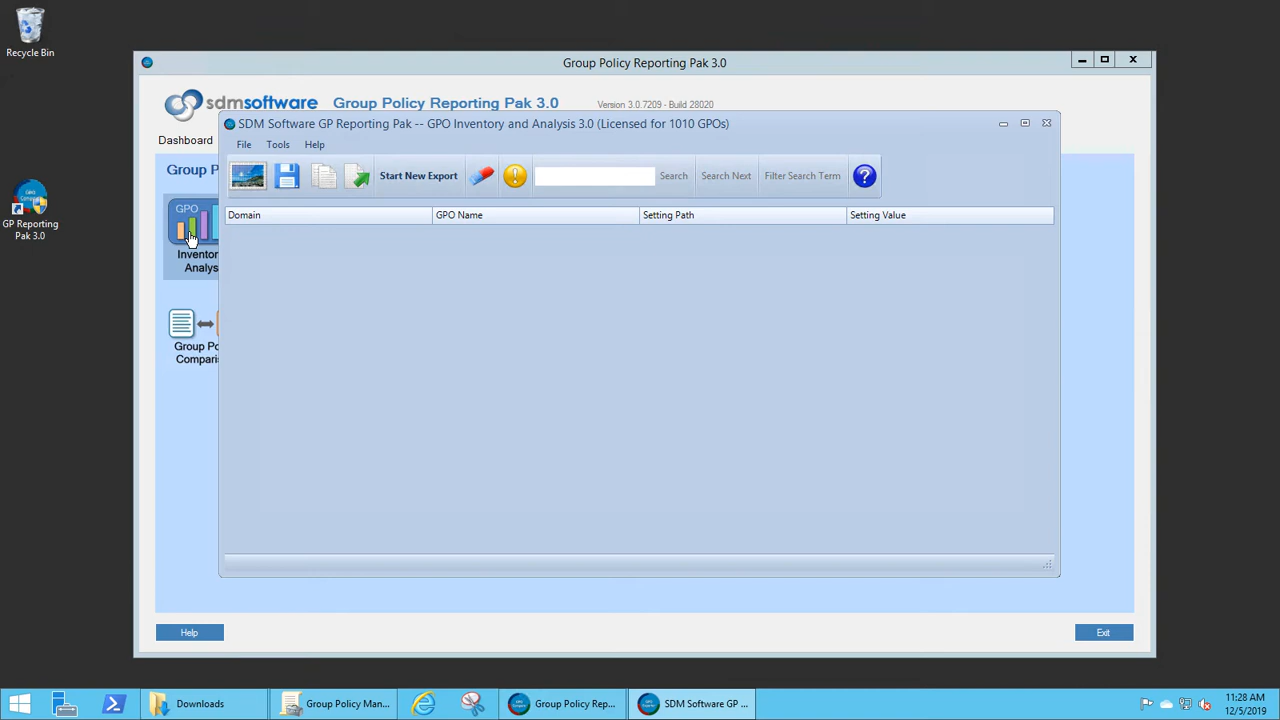 Recycle Bin
GP Reporting
Pak 3.0
Group Policy Reporting Pak 3.0
sdmsoftware
Group Policy Reporting Pak 3.0
Version 3.0.7209 - Build 28020
Dashboard
Group P
GPO
Inventor
Analys
Group Po
Compari
SDM Software GP Reporting Pak -- GPO Inventory and Analysis 3.0 (Licensed for 1010 GPOs)
File Tools Help
Start New Export Search Search Next Filter Search Term
Domain GPO Name Setting Path Setting Value
Help
Exit
Downloads
Group Policy Man...
Group Policy Rep...
SDM Software GP ...
11:28 AM
12/5/2019